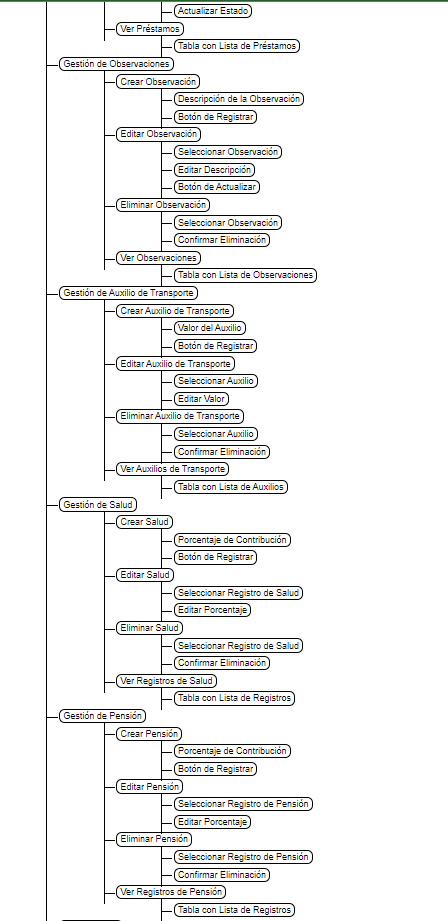 Actualizar Estado
Ver Préstamos
Tabla con Lista de Préstamos
Gestión de Observaciones
Crear Observación
Descripción de la Observación
Botón de Registrar
Editar Observación
Seleccionar Observación
Editar Descripción
Botón de Actualizar
Eliminar Observación
Seleccionar Observación
Confirmar Eliminación
Ver Observaciones
Tabla con Lista de Observaciones
Gestión de Auxilio de Transporte
Crear Auxilio de Transporte
Valor del Auxilio
Botón de Registrar
Editar Auxilio de Transporte
Seleccionar Auxilio
Editar Valor
Eliminar Auxilio de Transporte
Seleccionar Auxilio
Confirmar Eliminación
Ver Auxilios de Transporte
Tabla con Lista de Auxilios
Gestión de Salud
Crear Salud
Porcentaje de Contribución
Botón de Registrar
Editar Salud
Seleccionar Registro de Salud
Editar Porcentaje
Eliminar Salud
Seleccionar Registro de Salud
Confirmar Eliminación
Ver Registros de Salud
Tabla con Lista de Registros
Gestión de Pensión
Crear Pensión
Porcentaje de Contribución
Botón de Registrar
Editar Pensión
Seleccionar Registro de Pensión
Editar Porcentaje
Eliminar Pensión
Seleccionar Registro de Pensión
Confirmar Eliminación
Ver Registros de Pensión
Tabla con Lista de Registros